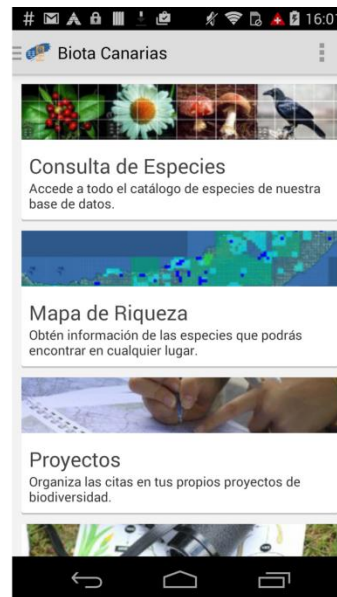 # 16:01
Biota Canarias
Consulta de Especies
Accede a todo el catálogo de especies de nuestra
base de datos.
Mapa de Riqueza
Obtén información de las especies que podrás
encontrar en cualquier lugar.
Proyectos
Organiza las citas en tus propios proyectos de
biodiversidad.